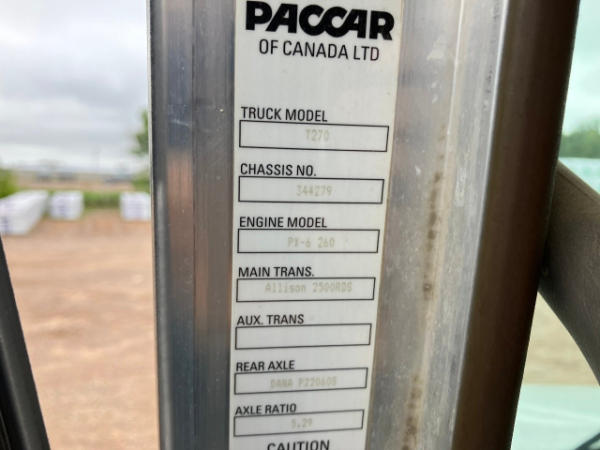 PACCAR
OF CANADA LTD
TRUCK MODEL
T270
CHASSIS NO.
344279
ENGINE MODEL
PX-6 260
MAIN TRANS.
Allison 2500RDS
AUX. TRANS
REAR AXLE
DANA P22060S
AXLE RATIO
5.29
CAUTION